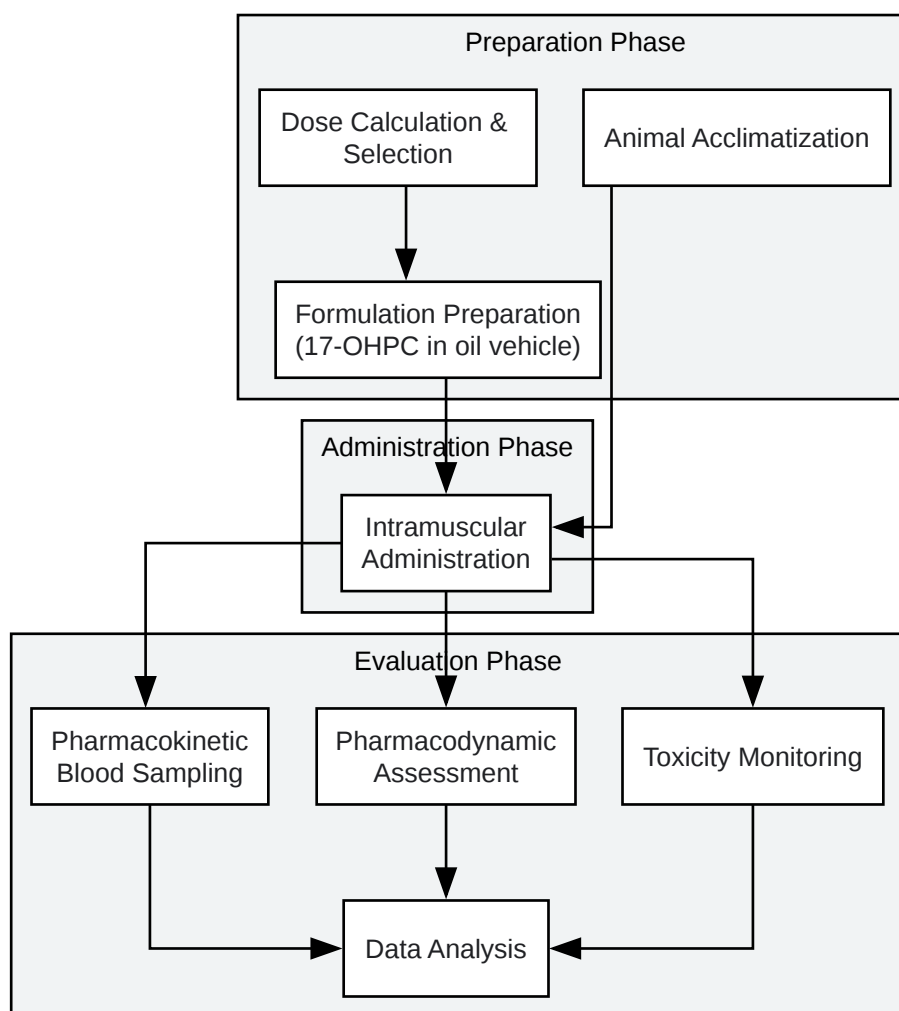 Preparation Phase
Dose Calculation &
Selection
Animal Acclimatization
Formulation Preparation
(17-OHPC in oil vehicle)
Administration Phase
Intramuscular
Administration
Evaluation Phase
Pharmacokinetic
Blood Sampling
Pharmacodynamic
Assessment
Toxicity Monitoring
Data Analysis